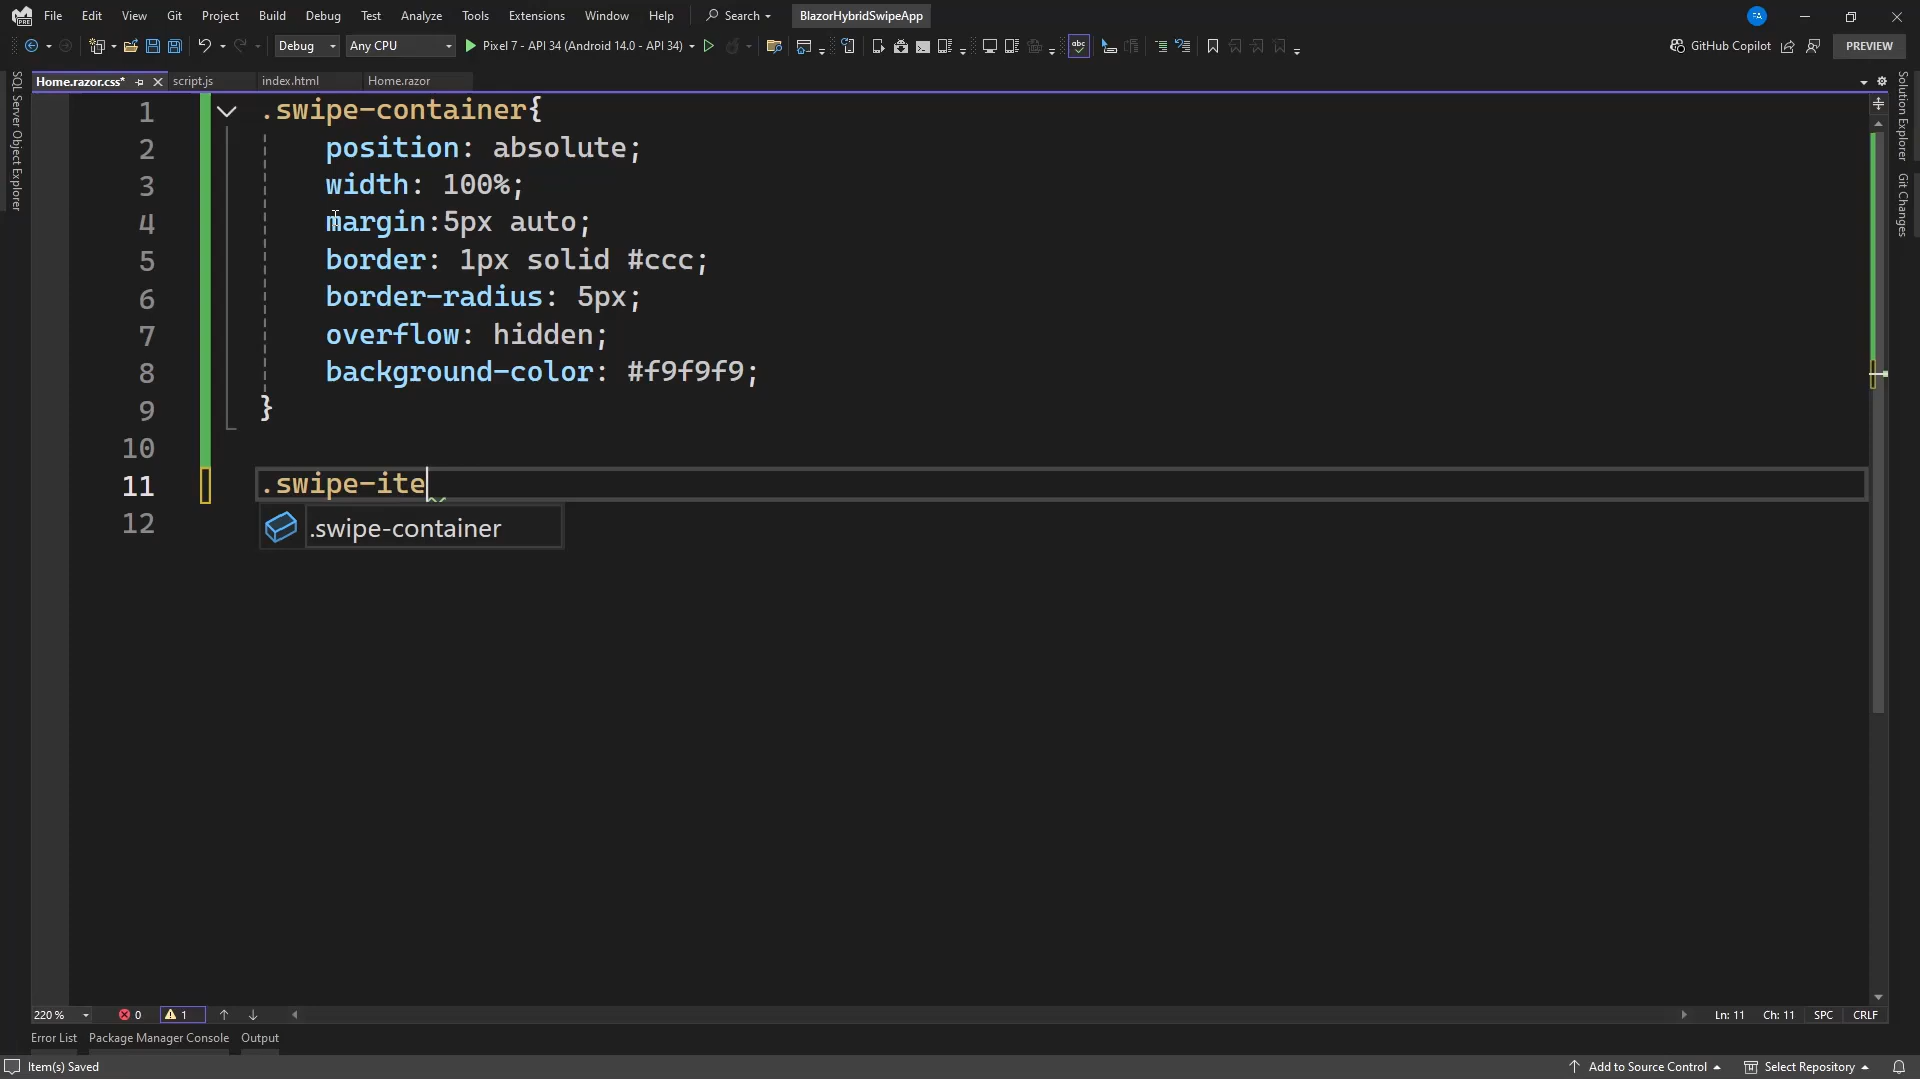 File Edit View Git Project Build Debug Test Analyze Tools Extensions Window Help Search BlazorHybridSwipeApp FA
Debug Any CPU Pixel 7 - API 34 (Android 14.0 - API 34) abc GitHub Copilot PREVIEW
Home.razor.css* script.js index.html Home.razor
SQL Server Object Explorer
Solution Explorer
Git Changes
1 .swipe-container{
2 position: absolute;
3 width: 100%;
4 margin:5px auto;
5 border: 1px solid #ccc;
6 border-radius: 5px;
7 overflow: hidden;
8 background-color: #f9f9f9;
9 }
10
11 .swipe-ite
12 .swipe-container
220 % 0 1 Ln: 11 Ch: 11 SPC CRLF
Error List Package Manager Console Output
Item(s) Saved Add to Source Control Select Repository